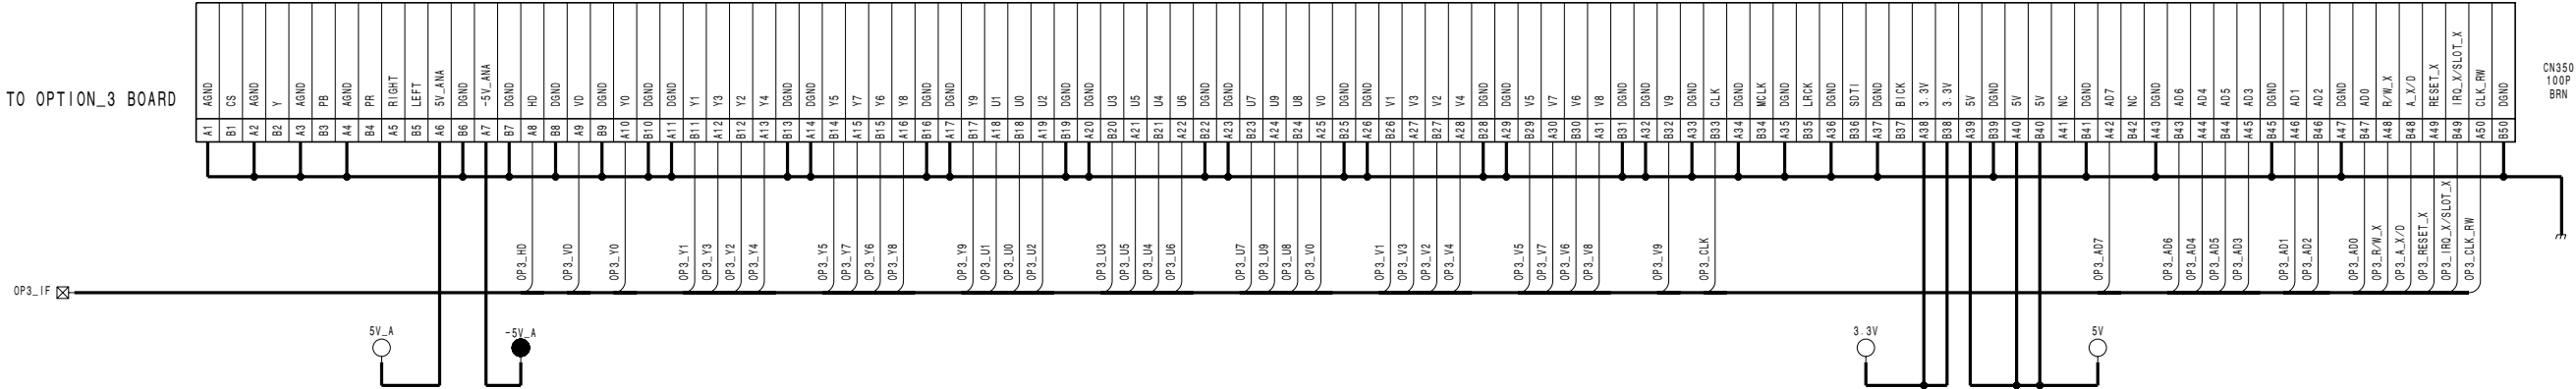 TO OPTION_3 BOARD
AGND CS AGND Y AGND PB AGND PR RIGHT LEFT 5V_ANA DGND -5V_ANA DGND HD DGND VD DGND Y0 DGND DGND Y1 Y3 Y2 Y4 DGND DGND Y5 Y7 Y6 Y8 DGND DGND Y9 U1 U0 U2 DGND DGND U3 U5 U4 U6 DGND DGND U7 U9 U8 V0 DGND DGND V1 V3 V2 V4 DGND DGND V5 V7 V6 V8 DGND DGND V9 DGND CLK DGND MCLK DGND LRCK DGND SDTI DGND BICK 3.3V 3.3V 5V DGND 5V 5V NC DGND AD7 NC DGND AD6 AD4 AD5 AD3 DGND AD1 AD2 DGND AD0 R/W_X A_X/D RESET_X IRQ_X/SLOT_X CLK_RW DGND
A1 B1 A2 B2 A3 B3 A4 B4 A5 B5 A6 B6 A7 B7 A8 B8 A9 B9 A10 B10 A11 B11 A12 B12 A13 B13 A14 B14 A15 B15 A16 B16 A17 B17 A18 B18 A19 B19 A20 B20 A21 B21 A22 B22 A23 B23 A24 B24 A25 B25 A26 B26 A27 B27 A28 B28 A29 B29 A30 B30 A31 B31 A32 B32 A33 B33 A34 B34 A35 B35 A36 B36 A37 B37 A38 B38 A39 B39 A40 B40 A41 B41 A42 B42 A43 B43 A44 B44 A45 B45 A46 B46 A47 B47 A48 B48 A49 B49 A50 B50
CN350
100P
BRN
OP3_HD OP3_VD OP3_Y0 OP3_Y1 OP3_Y3 OP3_Y2 OP3_Y4 OP3_Y5 OP3_Y7 OP3_Y6 OP3_Y8 OP3_Y9 OP3_U1 OP3_U0 OP3_U2 OP3_U3 OP3_U5 OP3_U4 OP3_U6 OP3_U7 OP3_U9 OP3_U8 OP3_V0 OP3_V1 OP3_V3 OP3_V2 OP3_V4 OP3_V5 OP3_V7 OP3_V6 OP3_V8 OP3_V9 OP3_CLK OP3_AD7 OP3_AD6 OP3_AD4 OP3_AD5 OP3_AD3 OP3_AD1 OP3_AD2 OP3_AD0 OP3_R/W_X OP3_A_X/D OP3_RESET_X OP3_IRQ_X/SLOT_X OP3_CLK_RW
OP3_IF
5V_A -5V_A 3.3V 5V